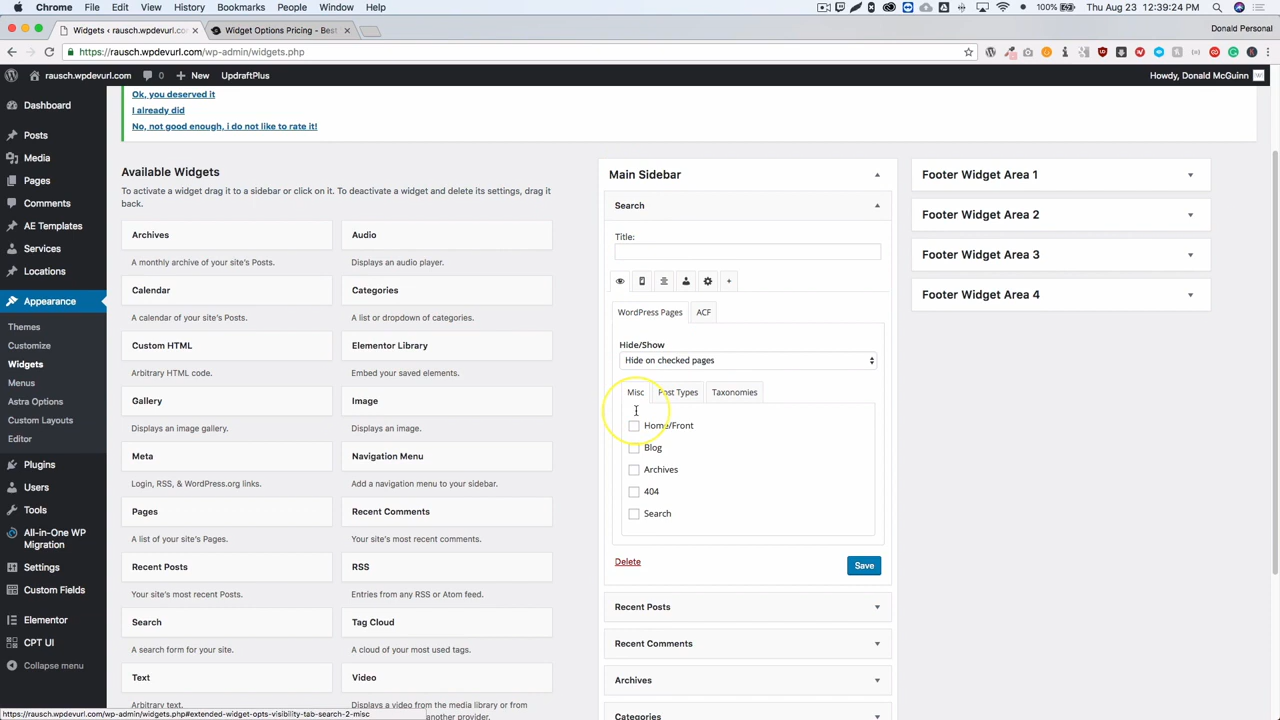 Chrome File Edit View History Bookmarks People Window Help 100% Thu Aug 23 12:39:24 Donald McGuinn
Widgets ‹ rausch.wpdevurl.com Widget Options Pricing - Best Donald Personal
https://rausch.wpdevurl.com/wp-admin/widgets.php
rausch.wpdevurl.com 0 New UpdraftPlus Howdy, Donald McGuinn
Ok, you deserved it
I already did
No, not good enough, i do not like to rate it!
Dashboard
Posts
Media
Pages
Comments
AE Templates
Services
Locations
Appearance
Themes
Customize
Widgets
Menus
Astra Options
Custom Layouts
Editor
Plugins
Users
Tools
All-in-One WP
Migration
Settings
Custom Fields
Elementor
CPT UI
Collapse menu
Available Widgets
To activate a widget drag it to a sidebar or click on it. To deactivate a widget and delete its settings, drag it
back.
Archives
A monthly archive of your site's Posts.
Audio
Displays an audio player.
Calendar
A calendar of your site's Posts.
Categories
A list or dropdown of categories.
Custom HTML
Arbitrary HTML code.
Elementor Library
Embed your saved elements.
Gallery
Displays an image gallery.
Image
Displays an image.
Meta
Login, RSS, & WordPress.org links.
Navigation Menu
Add a navigation menu to your sidebar.
Pages
A list of your site's Pages.
Recent Comments
Your site's most recent comments.
Recent Posts
Your site's most recent Posts.
RSS
Entries from any RSS or Atom feed.
Search
A search form for your site.
Tag Cloud
A cloud of your most used tags.
Text
Arbitrary text.
Video
Displays a video from the media library or from
another provider.
Main Sidebar
Search
Title:
WordPress Pages ACF
Hide/Show
Hide on checked pages
Misc Post Types Taxonomies
Home/Front
Blog
Archives
404
Search
Delete Save
Recent Posts
Recent Comments
Archives
Categories
Footer Widget Area 1
Footer Widget Area 2
Footer Widget Area 3
Footer Widget Area 4
https://rausch.wpdevurl.com/wp-admin/widgets.php#extended-widget-opts-visibility-tab-search-2-misc